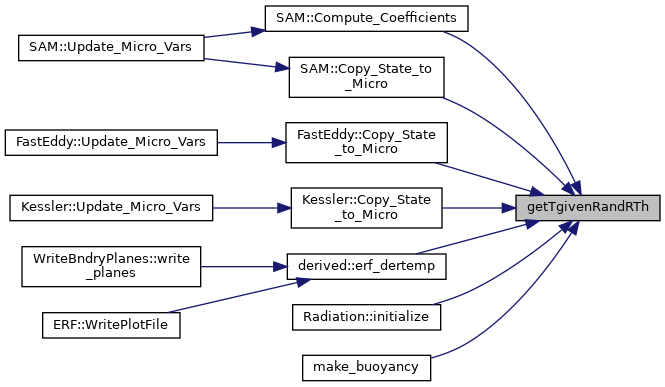 SAM::Compute_Coefficients
SAM::Update_Micro_Vars
SAM::Copy_State_to
_Micro
FastEddy::Update_Micro_Vars
FastEddy::Copy_State
_to_Micro
Kessler::Update_Micro_Vars
Kessler::Copy_State
_to_Micro
getTgivenRandRTh
WriteBndryPlanes::write
_planes
derived::erf_dertemp
ERF::WritePlotFile
Radiation::initialize
make_buoyancy